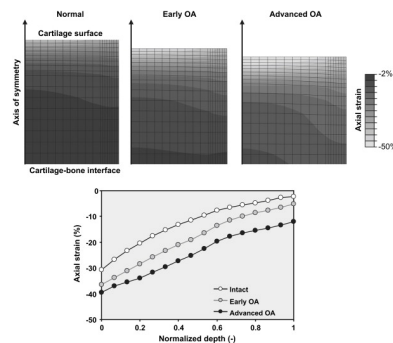 Normal
Early OA
Advanced OA
Cartilage surface
Axis of symmetry
Cartilage-bone interface
Axial strain
-2%
-50%
0
-10
-20
-30
-40
-50
Axial strain (%)
0
0.2
0.4
0.6
0.8
1
Normalized depth (-)
Intact
Early OA
Advanced OA